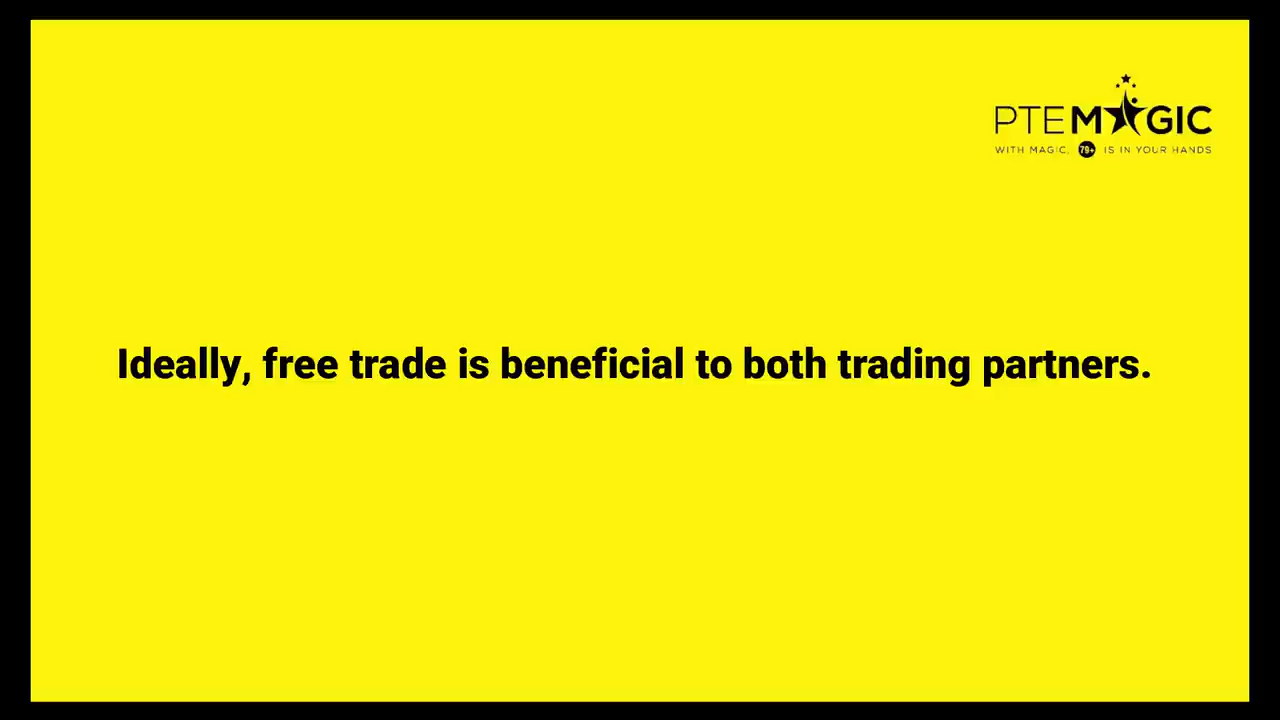 PTEMAGIC
WITH MAGIC, 79+ IS IN YOUR HANDS
Ideally, free trade is beneficial to both trading partners.